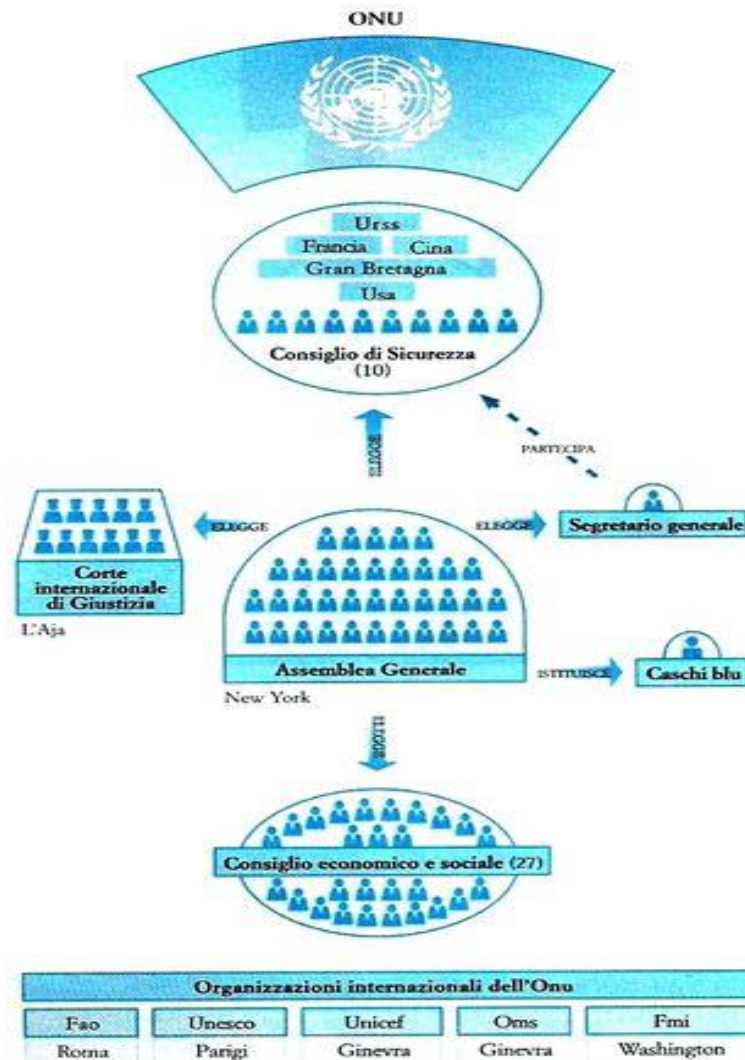 ONU
Urss
Francia Cina
Gran Bretagna
Usa
Consiglio di Sicurezza
(10)
ELEGGE
PARTECIPA
ELEGGE
ELEGGE
Segretario generale
Corte
internazionale
di Giustizia
L'Aja
Assemblea Generale
New York
ISTITUISCE
Caschi blu
ELEGGE
Consiglio economico e sociale (27)
Organizzazioni internazionali dell'Onu
Fao Unesco Unicef Oms Fmi
Roma Parigi Ginevra Ginevra Washington